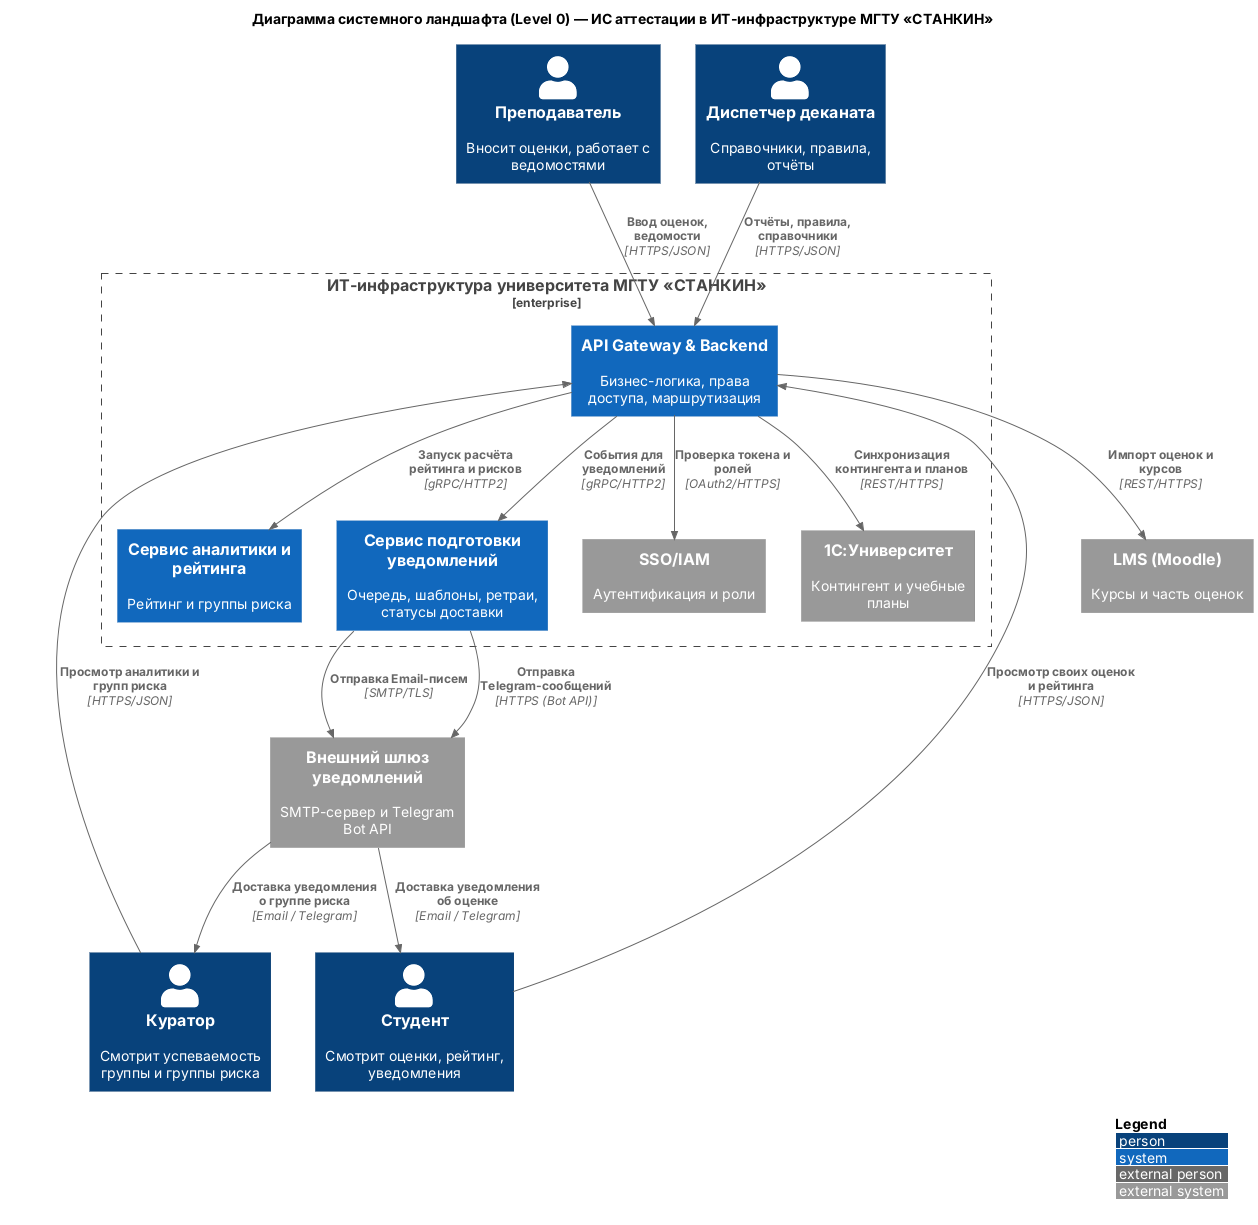 Диаграмма системного ландшафта (Level 0) — ИС аттестации в ИТ-инфраструктуре МГТУ «СТАНКИН»
Преподаватель
Вносит оценки, работает с
ведомостями
Диспетчер деканата
Справочники, правила,
отчёты
Ввод оценок,
ведомости
[HTTPS/JSON]
Отчёты, правила,
справочники
[HTTPS/JSON]
ИТ-инфраструктура университета МГТУ «СТАНКИН»
[enterprise]
API Gateway & Backend
Бизнес-логика, права
доступа, маршрутизация
Запуск расчёта
рейтинга и рисков
[gRPC/HTTP2]
События для
уведомлений
[gRPC/HTTP2]
Проверка токена и
ролей
[OAuth2/HTTPS]
Синхронизация
контингента и планов
[REST/HTTPS]
Импорт оценок и
курсов
[REST/HTTPS]
Сервис аналитики и
рейтинга
Рейтинг и группы риска
Сервис подготовки
уведомлений
Очередь, шаблоны, ретраи,
статусы доставки
SSO/IAM
Аутентификация и роли
1С:Университет
Контингент и учебные
планы
LMS (Moodle)
Курсы и часть оценок
Просмотр аналитики и
групп риска
[HTTPS/JSON]
Отправка Email-писем
[SMTP/TLS]
Отправка
Telegram-сообщений
[HTTPS (Bot API)]
Просмотр своих оценок
и рейтинга
[HTTPS/JSON]
Внешний шлюз
уведомлений
SMTP-сервер и Telegram
Bot API
Доставка уведомления
о группе риска
[Email / Telegram]
Доставка уведомления
об оценке
[Email / Telegram]
Куратор
Смотрит успеваемость
группы и группы риска
Студент
Смотрит оценки, рейтинг,
уведомления
Legend
person
system
external person
external system